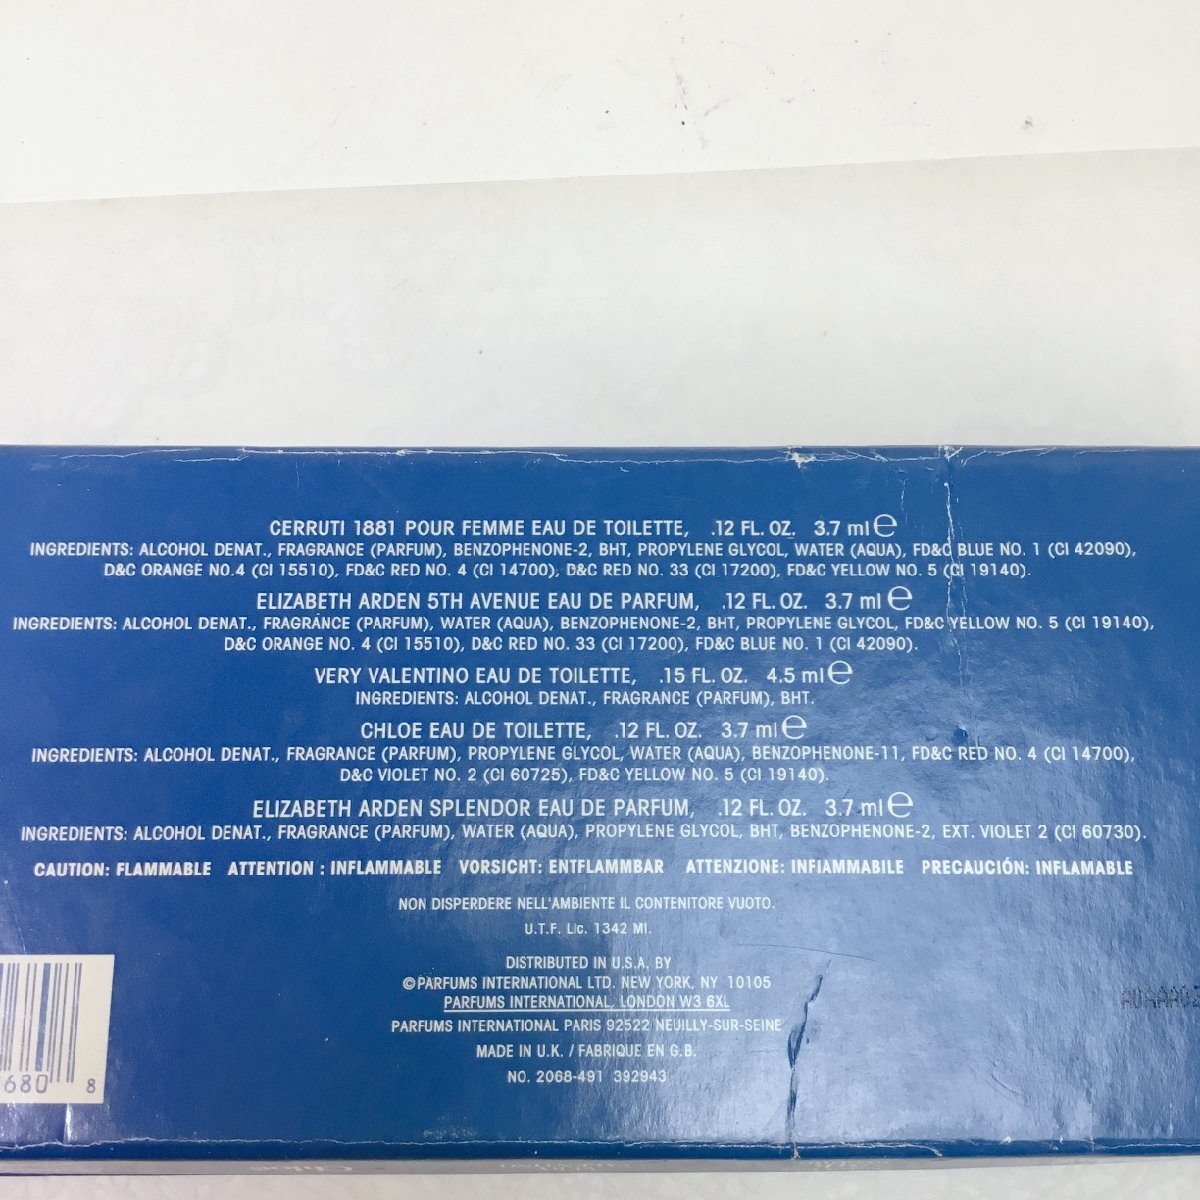 CERRUTI 1881 POUR FEMME EAU DE TOILETTE, .12 FL. OZ. 3.7 ml ℮
INGREDIENTS: ALCOHOL DENAT., FRAGRANCE (PARFUM), BENZOPHENONE-2, BHT, PROPYLENE GLYCOL, WATER (AQUA), FD&C BLUE NO. 1 (CI 42090),
D&C ORANGE NO.4 (CI 15510), FD&C RED NO. 4 (CI 14700), D&C RED NO. 33 (CI 17200), FD&C YELLOW NO. 5 (CI 19140).
ELIZABETH ARDEN 5TH AVENUE EAU DE PARFUM, .12 FL. OZ. 3.7 ml ℮
INGREDIENTS: ALCOHOL DENAT., FRAGRANCE (PARFUM), WATER (AQUA), BENZOPHENONE-2, BHT, PROPYLENE GLYCOL, FD&C YELLOW NO. 5 (CI 19140),
D&C ORANGE NO. 4 (CI 15510), D&C RED NO. 33 (CI 17200), FD&C BLUE NO. 1 (CI 42090).
VERY VALENTINO EAU DE TOILETTE, .15 FL. OZ. 4.5 ml ℮
INGREDIENTS: ALCOHOL DENAT., FRAGRANCE (PARFUM), BHT.
CHLOE EAU DE TOILETTE, .12 FL. OZ. 3.7 ml ℮
INGREDIENTS: ALCOHOL DENAT., FRAGRANCE (PARFUM), PROPYLENE GLYCOL, WATER (AQUA), BENZOPHENONE-11, FD&C RED NO. 4 (CI 14700),
D&C VIOLET NO. 2 (CI 60725), FD&C YELLOW NO. 5 (CI 19140).
ELIZABETH ARDEN SPLENDOR EAU DE PARFUM, .12 FL. OZ. 3.7 ml ℮
INGREDIENTS: ALCOHOL DENAT., FRAGRANCE (PARFUM), WATER (AQUA), PROPYLENE GLYCOL, BHT, BENZOPHENONE-2, EXT. VIOLET 2 (CI 60730).
CAUTION: FLAMMABLE ATTENTION : INFLAMMABLE VORSICHT: ENTFLAMMBAR ATTENZIONE: INFIAMMABILE PRECAUCIÓN: INFLAMABLE
NON DISPERDERE NELL'AMBIENTE IL CONTENITORE VUOTO.
U.T.F. Lic. 1342 MI.
DISTRIBUTED IN U.S.A. BY
©PARFUMS INTERNATIONAL LTD. NEW YORK, NY 10105
PARFUMS INTERNATIONAL, LONDON W3 6XL
PARFUMS INTERNATIONAL PARIS 92522 NEUILLY-SUR-SEINE
MADE IN U.K. / FABRIQUE EN G.B.
NO. 2068-491 392943
680 8
Chloe